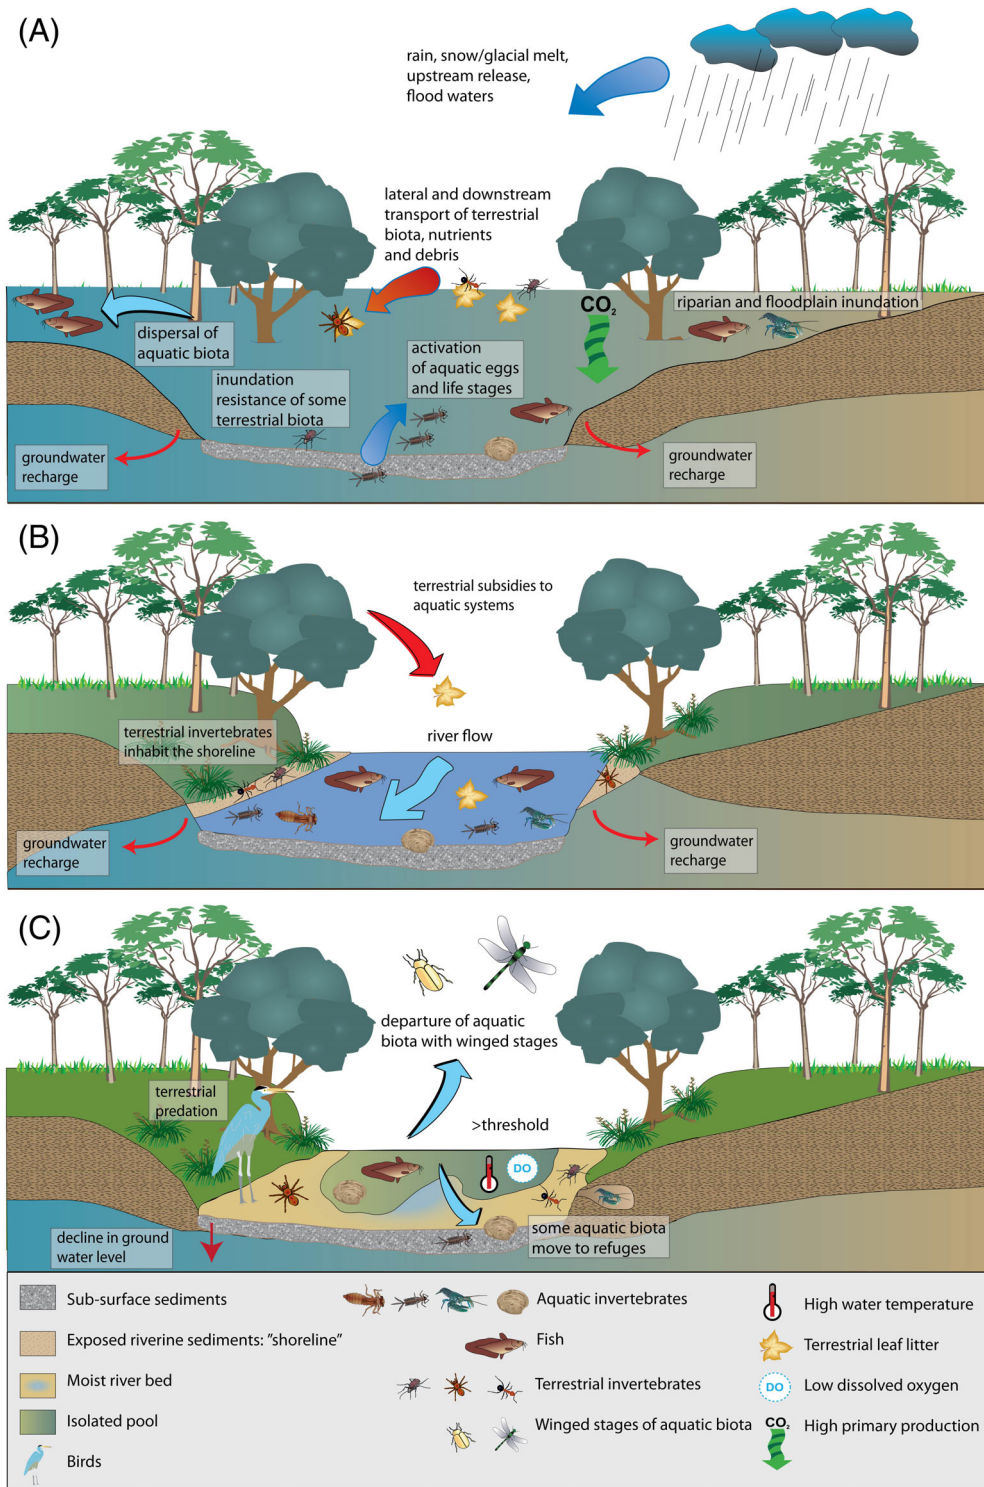 (A)
rain, snow/glacial melt,
upstream release,
flood waters
lateral and downstream
transport of terrestrial
biota, nutrients
and debris
CO2
riparian and floodplain inundation
dispersal of
aquatic biota
activation
of aquatic eggs
and life stages
inundation
resistance of some
terrestrial biota
groundwater
recharge
groundwater
recharge
(B)
terrestrial subsidies to
aquatic systems
terrestrial invertebrates
inhabit the shoreline
river flow
groundwater
recharge
groundwater
recharge
(C)
departure of aquatic
biota with winged stages
terrestrial
predation
>threshold
DO
some aquatic biota
move to refuges
decline in ground
water level
Sub-surface sediments
Exposed riverine sediments: "shoreline"
Moist river bed
Isolated pool
Birds
Aquatic invertebrates
Fish
Terrestrial invertebrates
Winged stages of aquatic biota
High water temperature
Terrestrial leaf litter
DO
Low dissolved oxygen
CO2
High primary production